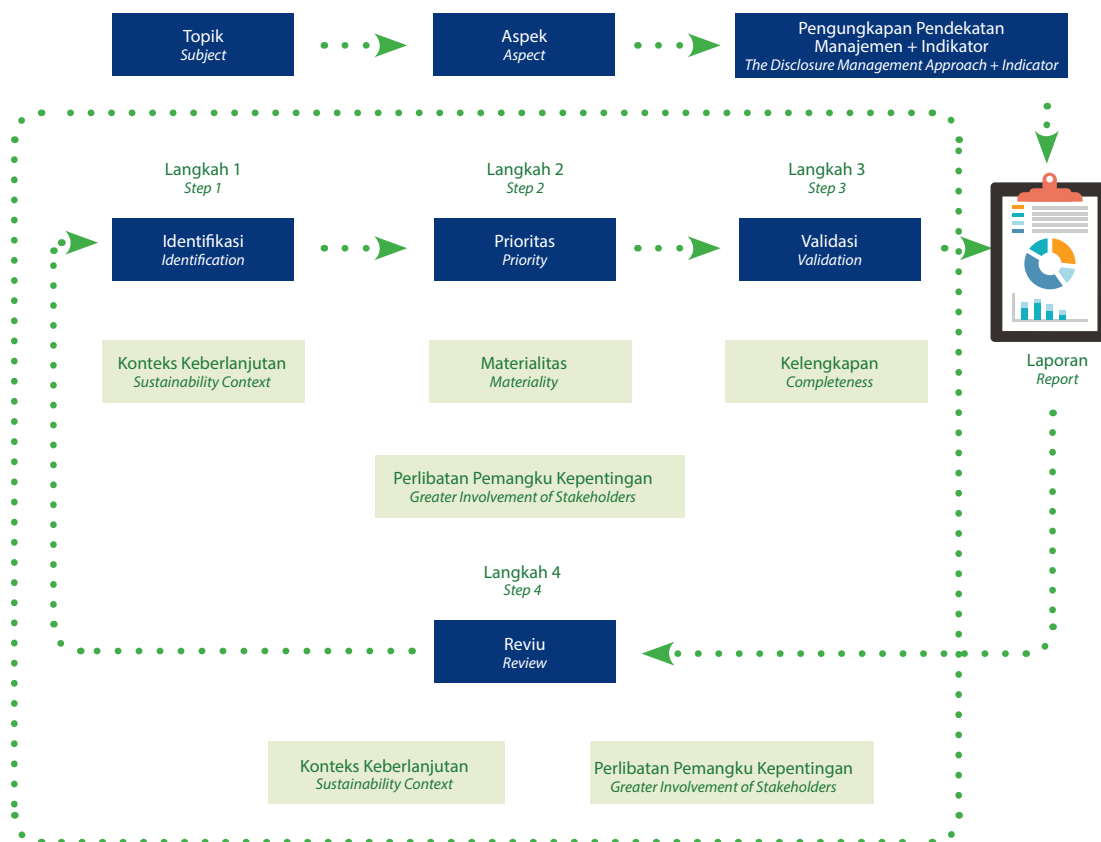 Topik
Subject
Aspek
Aspect
Pengungkapan Pendekatan
Manajemen + Indikator
The Disclosure Management Approach + Indicator
Langkah 1
Step 1
Langkah 2
Step 2
Langkah 3
Step 3
Identifikasi
Identification
Prioritas
Priority
Validasi
Validation
Konteks Keberlanjutan
Sustainability Context
Materialitas
Materiality
Kelengkapan
Completeness
Laporan
Report
Perlibatan Pemangku Kepentingan
Greater Involvement of Stakeholders
Langkah 4
Step 4
Reviu
Review
Konteks Keberlanjutan
Sustainability Context
Perlibatan Pemangku Kepentingan
Greater Involvement of Stakeholders